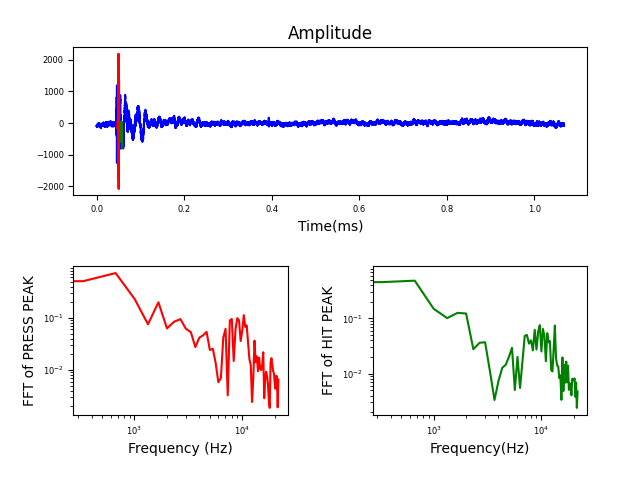 Amplitude
2000
1000
0
−1000
−2000
0.0 0.2 0.4 0.6 0.8 1.0
Time(ms)
FFT of PRESS PEAK
10⁻¹
10⁻²
10³ 10⁴
Frequency (Hz)
FFT of HIT PEAK
10⁻¹
10⁻²
10³ 10⁴
Frequency(Hz)